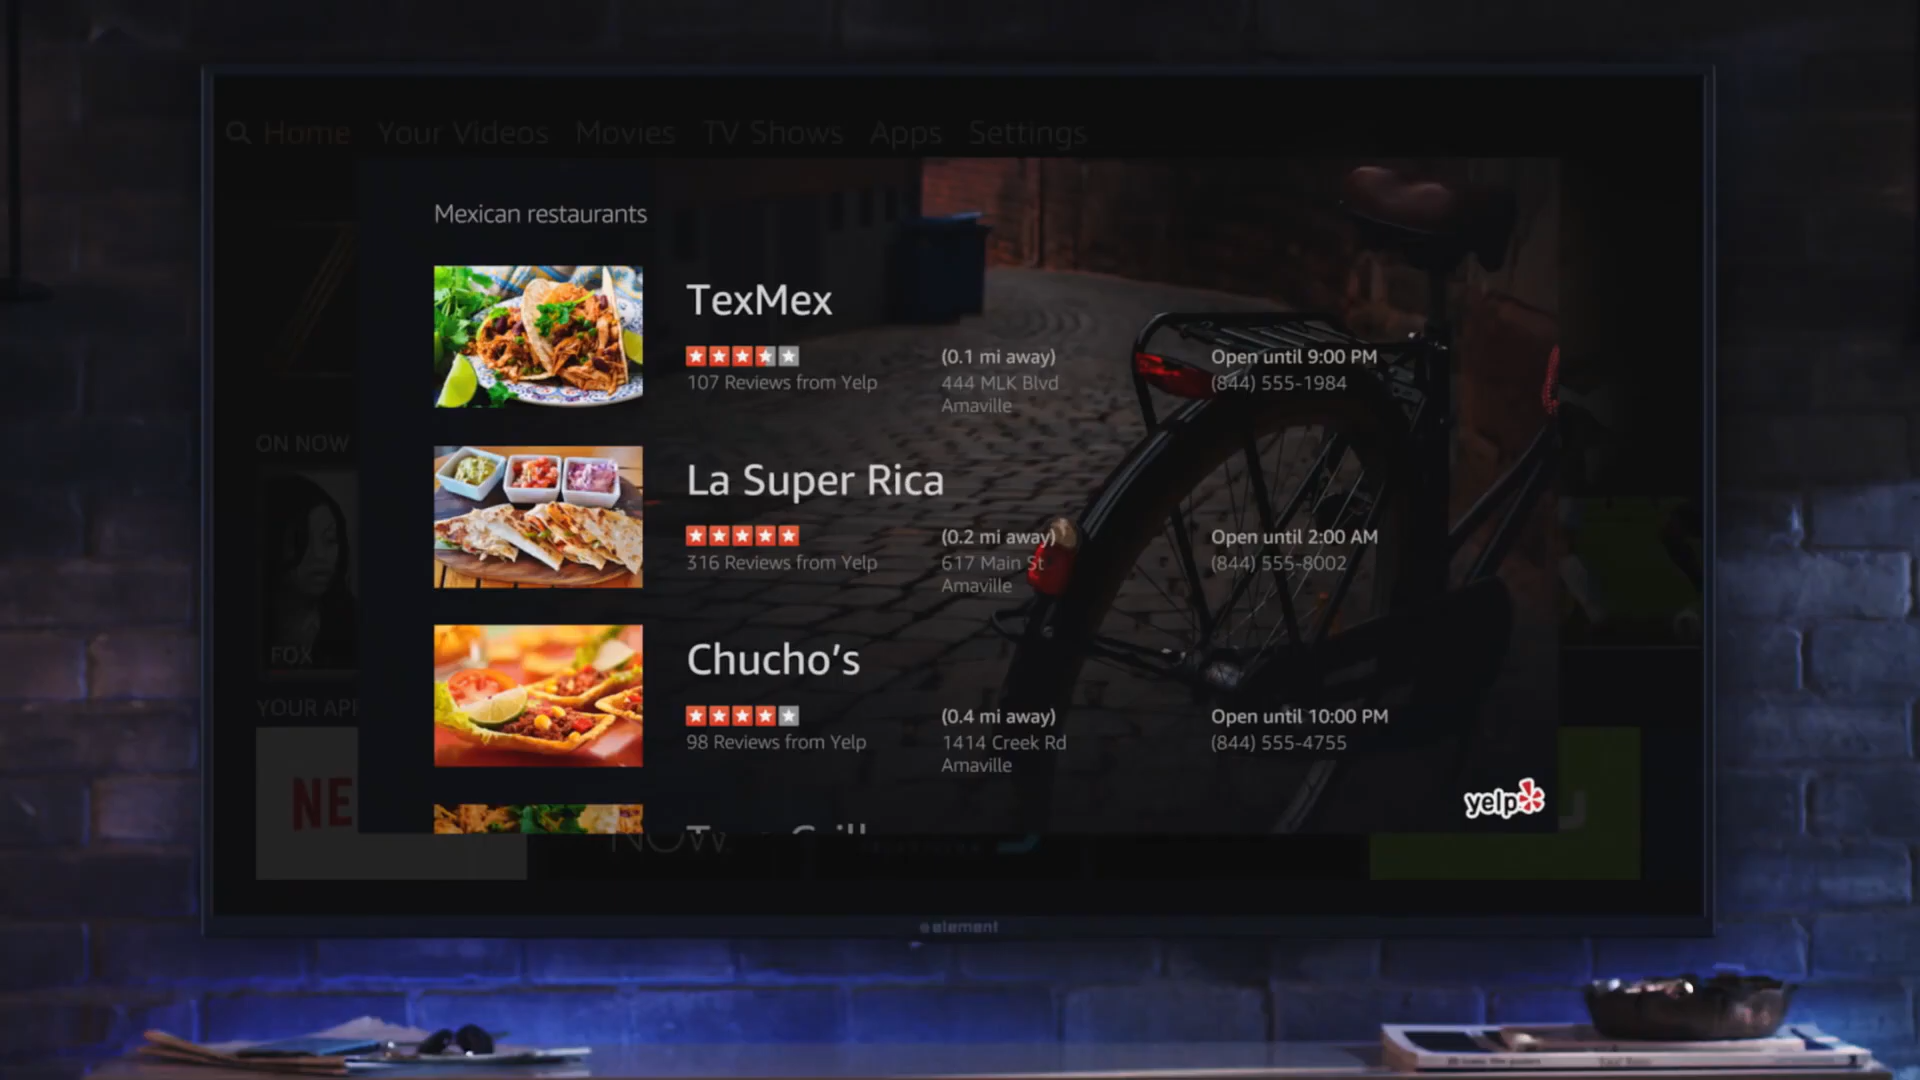 Home Your Videos Movies TV Shows Apps Settings
Mexican restaurants
TexMex
107 Reviews from Yelp
(0.1 mi away)
444 MLK Blvd
Amaville
Open until 9:00 PM
(844) 555-1984
ON NOW
La Super Rica
316 Reviews from Yelp
(0.2 mi away)
617 Main St
Amaville
Open until 2:00 AM
(844) 555-8002
FOX
Chucho’s
98 Reviews from Yelp
(0.4 mi away)
1414 Creek Rd
Amaville
Open until 10:00 PM
(844) 555-4755
YOUR
NE
yelp
NOW
element